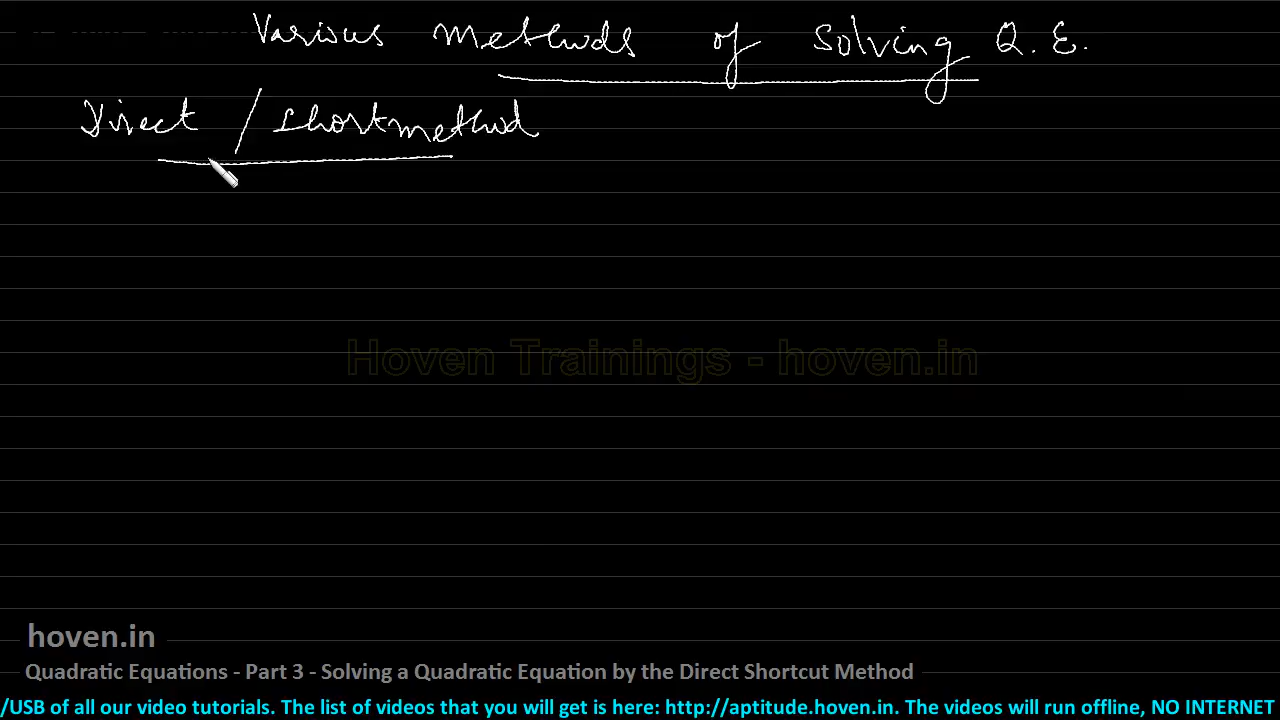 Various methods of Solving Q.E.
Direct / Shortmethod
Hoven Trainings - hoven.in
hoven.in
Quadratic Equations - Part 3 - Solving a Quadratic Equation by the Direct Shortcut Method
/USB of all our video tutorials. The list of videos that you will get is here: http://aptitude.hoven.in. The videos will run offline, NO INTERNET